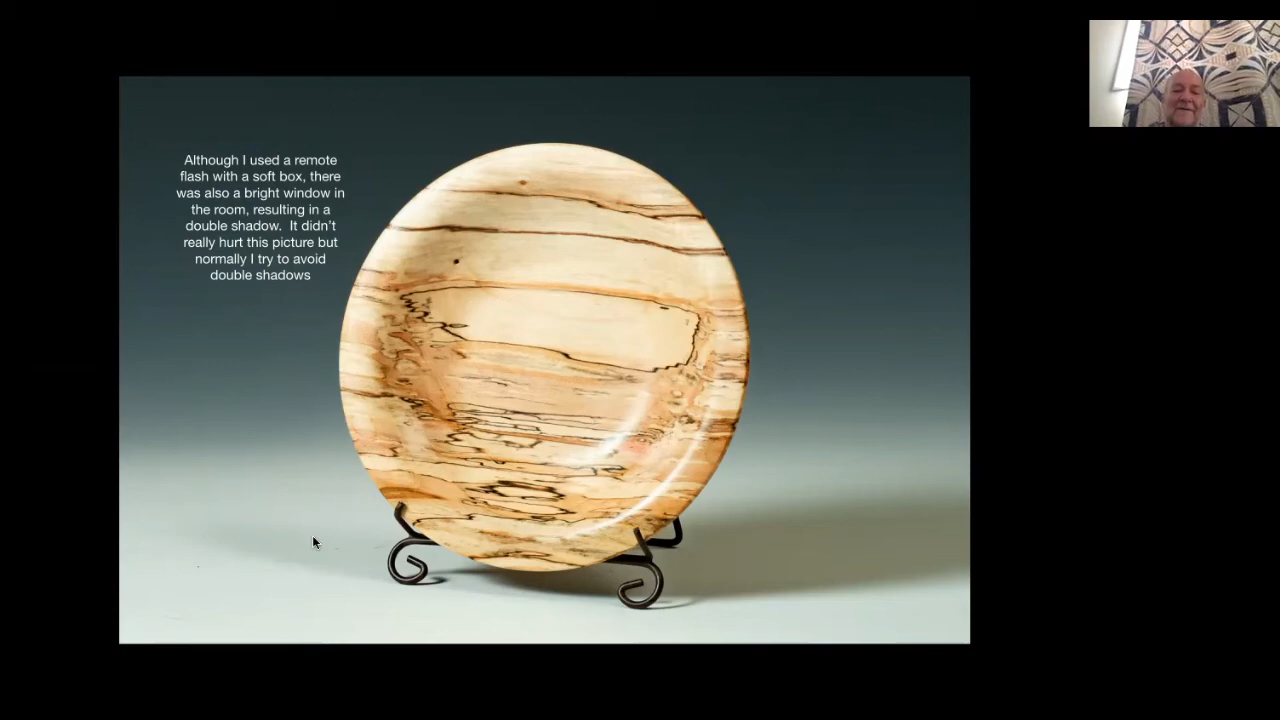 Although I used a remote
flash with a soft box, there
was also a bright window in
the room, resulting in a
double shadow.  It didn't
really hurt this picture but
normally I try to avoid
double shadows